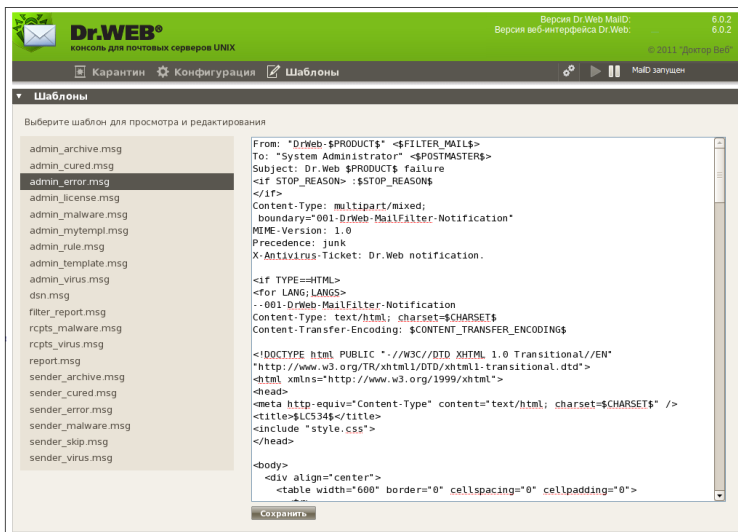 Dr.WEB®
консоль для почтовых серверов UNIX
Версия Dr.Web MailD: 6.0.2
Версия веб-интерфейса Dr.Web: 6.0.2
© 2011 "Доктор Веб"
Карантин Конфигурация Шаблоны MailD запущен
Шаблоны
Выберите шаблон для просмотра и редактирования
admin_archive.msg
admin_cured.msg
admin_error.msg
admin_license.msg
admin_malware.msg
admin_mytempl.msg
admin_rule.msg
admin_template.msg
admin_virus.msg
dsn.msg
filter_report.msg
rcpts_malware.msg
rcpts_virus.msg
report.msg
sender_archive.msg
sender_cured.msg
sender_error.msg
sender_malware.msg
sender_skip.msg
sender_virus.msg
From: "DrWeb-$PRODUCT$" <$FILTER_MAIL$>
To: "System Administrator" <$POSTMASTER$>
Subject: Dr.Web $PRODUCT$ failure
<if STOP_REASON> :$STOP_REASON$
</if>
Content-Type: multipart/mixed;
boundary="001-DrWeb-MailFilter-Notification"
MIME-Version: 1.0
Precedence: junk
X-Antivirus-Ticket: Dr.Web notification.
<if TYPE==HTML>
<for LANG;LANGS>
--001-DrWeb-MailFilter-Notification
Content-Type: text/html; charset=$CHARSET$
Content-Transfer-Encoding: $CONTENT_TRANSFER_ENCODING$
<!DOCTYPE html PUBLIC "-//W3C//DTD XHTML 1.0 Transitional//EN"
"http://www.w3.org/TR/xhtml1/DTD/xhtml1-transitional.dtd">
<html xmlns="http://www.w3.org/1999/xhtml">
<head>
<meta http-equiv="Content-Type" content="text/html; charset=$CHARSET$" />
<title>$LC534$</title>
<include "style.css">
</head>
<body>
<div align="center">
<table width="600" border="0" cellspacing="0" cellpadding="0">
Сохранить